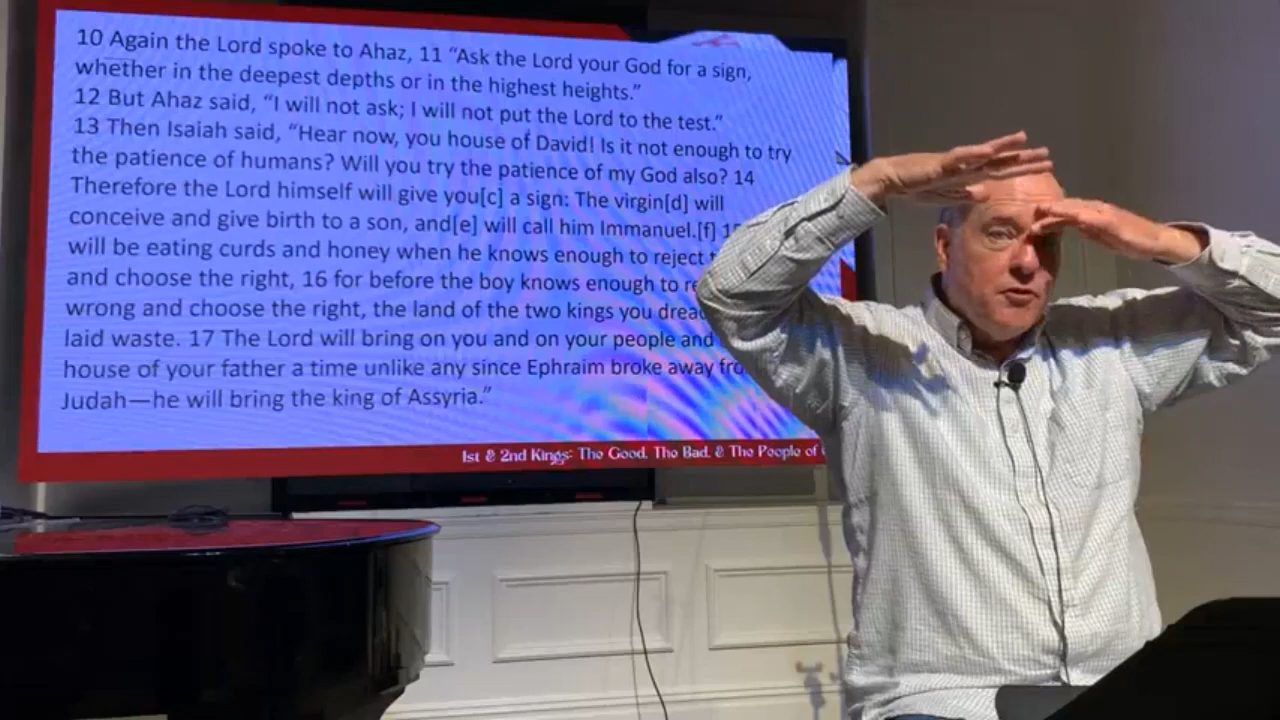 10 Again the Lord spoke to Ahaz, 11 “Ask the Lord your God for a sign,
whether in the deepest depths or in the highest heights.”
12 But Ahaz said, “I will not ask; I will not put the Lord to the test.”
13 Then Isaiah said, “Hear now, you house of David! Is it not enough to try
the patience of humans? Will you try the patience of my God also? 14
Therefore the Lord himself will give you[c] a sign: The virgin[d] will
conceive and give birth to a son, and[e] will call him Immanuel.[f]
will be eating curds and honey when he knows enough to reject
and choose the right, 16 for before the boy knows enough to
wrong and choose the right, the land of the two kings you
laid waste. 17 The Lord will bring on you and on your people and
house of your father a time unlike any since Ephraim broke away
Judah—he will bring the king of Assyria.”
1st & 2nd Kings: The Good, The Bad, & The People of